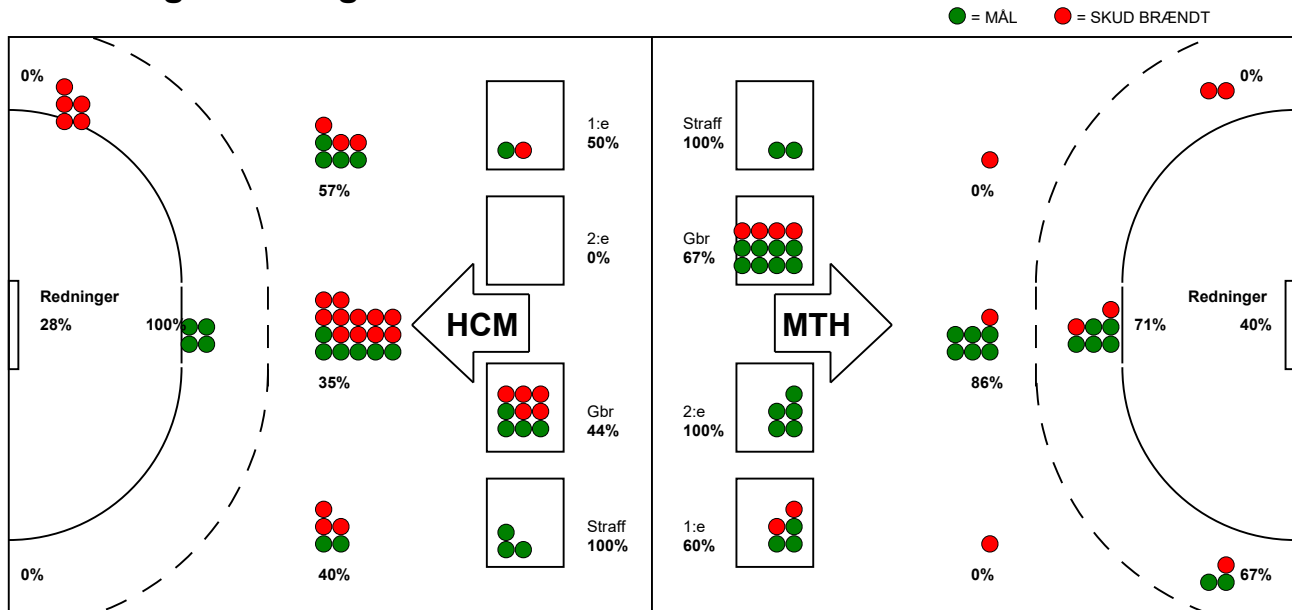 = MÅL = SKUD BRÆNDT
0%
0%
1:e
50%
Straff
100%
57%
0%
2:e
0%
Gbr
67%
Redninger
28%
100%
HCM
MTH
71%
Redninger
40%
35%
86%
Gbr
44%
2:e
100%
Straff
100%
1:e
60%
0%
40%
0%
67%